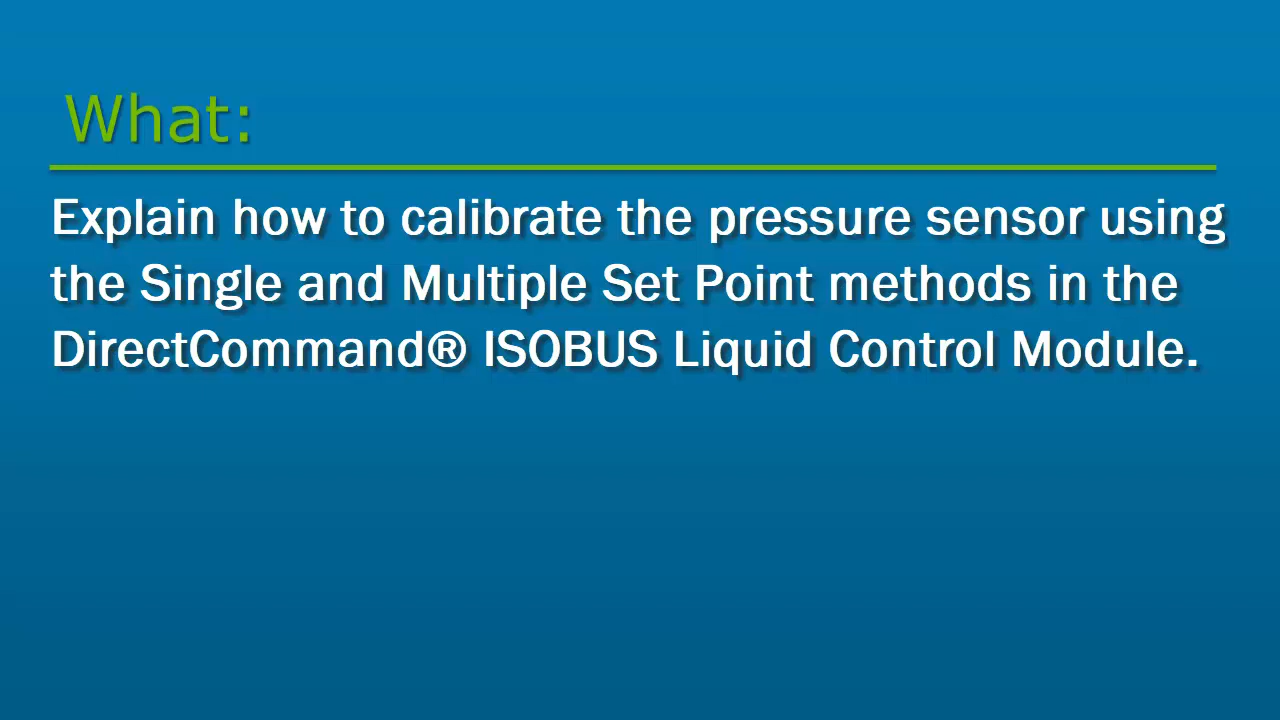 What:
Explain how to calibrate the pressure sensor using
the Single and Multiple Set Point methods in the
DirectCommand® ISOBUS Liquid Control Module.